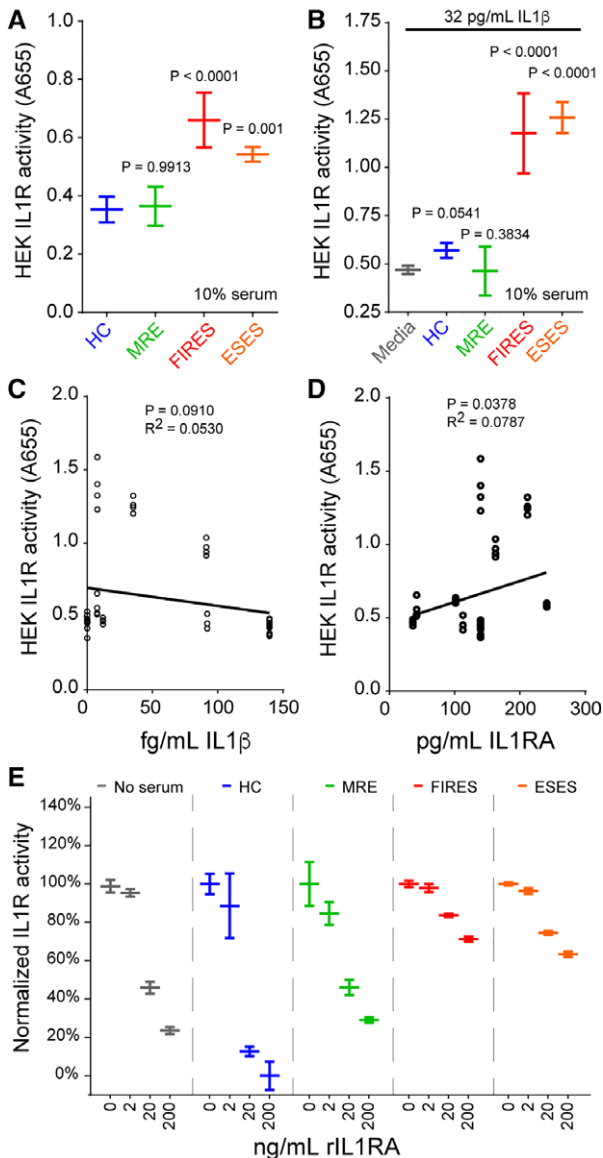 A
HEK IL1R activity (A655)
1.0
0.8
0.6
0.4
0.2
0.0
P < 0.0001
P = 0.001
P = 0.9913
10% serum
HC
MRE
FIRES
ESES
B
32 pg/mL IL1β
HEK IL1R activity (A655)
1.75
1.50
1.25
1.00
0.75
0.50
0.25
P < 0.0001
P < 0.0001
P = 0.0541
P = 0.3834
10% serum
Media
HC
MRE
FIRES
ESES
C
P = 0.0910
R2 = 0.0530
HEK IL1R activity (A655)
2.0
1.5
1.0
0.5
0.0
0
50
100
150
fg/mL IL1β
D
P = 0.0378
R2 = 0.0787
HEK IL1R activity (A655)
2.0
1.5
1.0
0.5
0.0
0
100
200
300
pg/mL IL1RA
E
No serum
HC
MRE
FIRES
ESES
Normalized IL1R activity
140%
120%
100%
80%
60%
40%
20%
0%
0
2
20
200
0
2
20
200
0
2
20
200
0
2
20
200
0
2
20
200
ng/mL rIL1RA